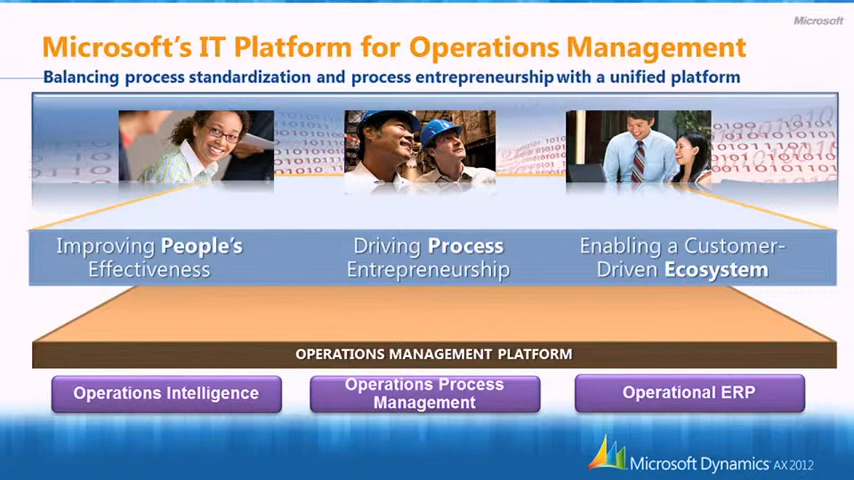 Microsoft
Microsoft's IT Platform for Operations Management
Balancing process standardization and process entrepreneurship with a unified platform
Improving People's
Effectiveness
Driving Process
Entrepreneurship
Enabling a Customer-
Driven Ecosystem
OPERATIONS MANAGEMENT PLATFORM
Operations Intelligence
Operations Process
Management
Operational ERP
Microsoft Dynamics AX 2012